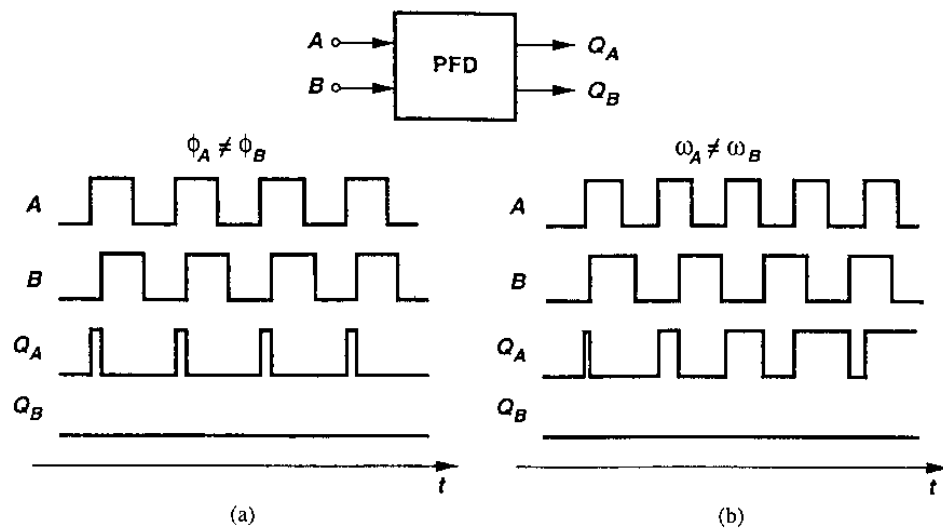 A
PFD
Q_A
B
Q_B
ϕ_A ≠ ϕ_B
ω_A ≠ ω_B
A
A
B
B
Q_A
Q_A
Q_B
Q_B
t
t
(a)
(b)